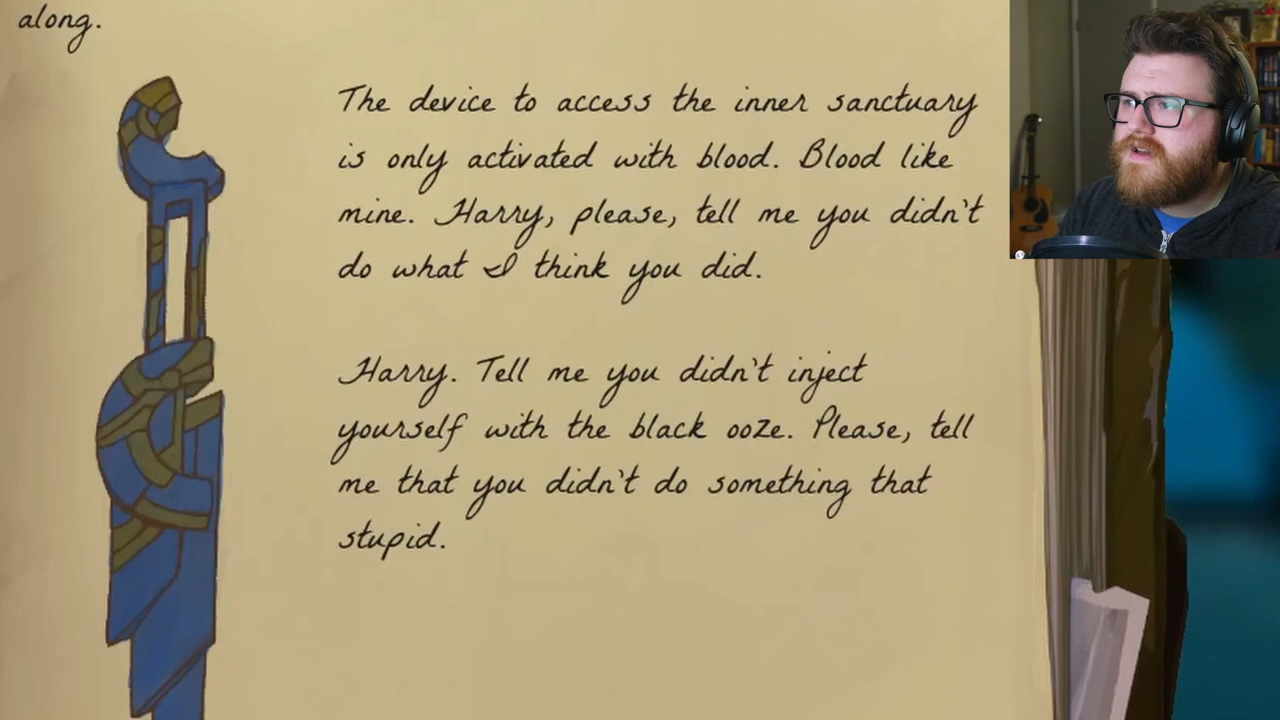 along.
The device to access the inner sanctuary
is only activated with blood. Blood like
mine. Harry, please, tell me you didn't
do what I think you did.
Harry. Tell me you didn't inject
yourself with the black ooze. Please, tell
me that you didn't do something that
stupid.